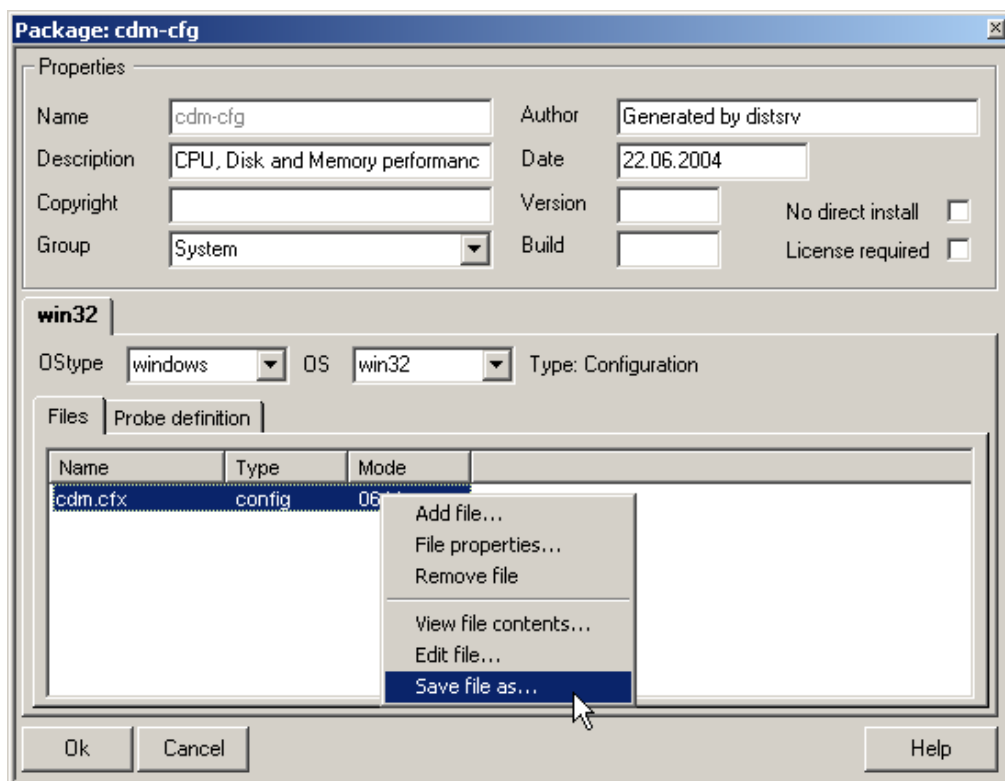 Package: cdm-cfg
Properties
Name cdm-cfg Author Generated by distsrv
Description CPU, Disk and Memory performanc Date 22.06.2004
Copyright Version No direct install
Group System Build License required
win32
OStype windows OS win32 Type: Configuration
Files Probe definition
Name Type Mode
cdm.cfx config
Add file...
File properties...
Remove file
View file contents...
Edit file...
Save file as...
Ok Cancel Help